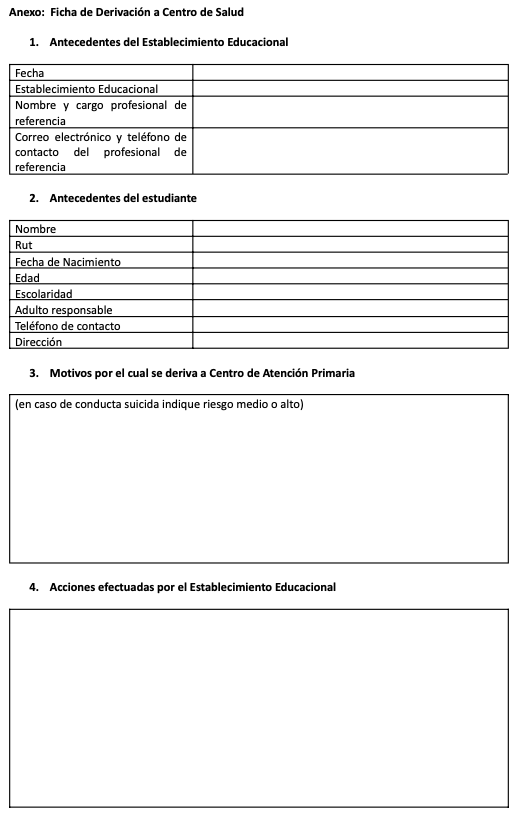 Anexo: Ficha de Derivación a Centro de Salud
1. Antecedentes del Establecimiento Educacional
Fecha
Establecimiento Educacional
Nombre y cargo profesional de
referencia
Correo electrónico y teléfono de
contacto del profesional de
referencia
2. Antecedentes del estudiante
Nombre
Rut
Fecha de Nacimiento
Edad
Escolaridad
Adulto responsable
Teléfono de contacto
Dirección
3. Motivos por el cual se deriva a Centro de Atención Primaria
(en caso de conducta suicida indique riesgo medio o alto)
4. Acciones efectuadas por el Establecimiento Educacional